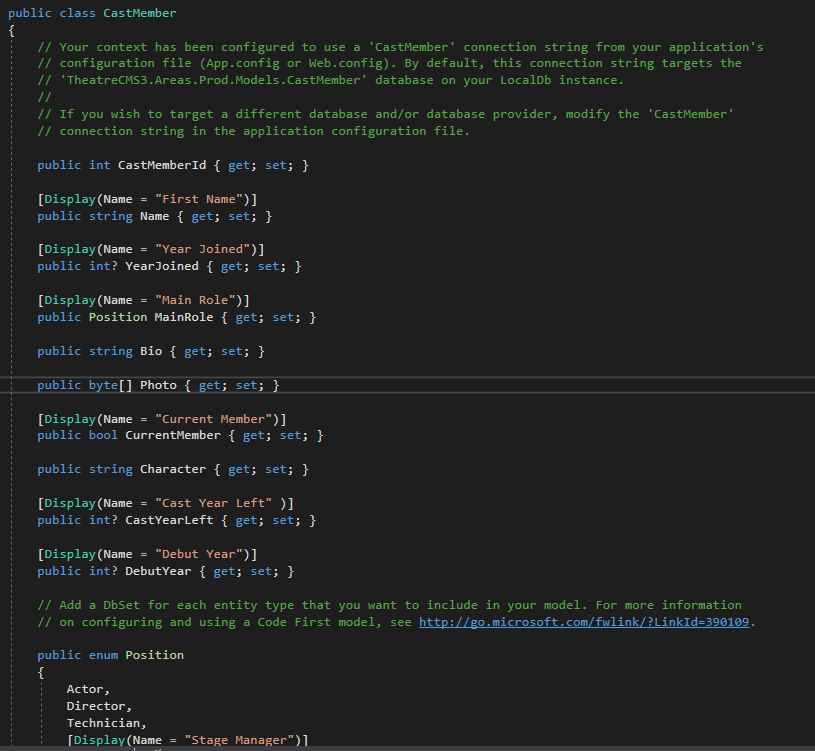 public class CastMember
{
// Your context has been configured to use a 'CastMember' connection string from your application's
// configuration file (App.config or Web.config). By default, this connection string targets the
// 'TheatreCMS3.Areas.Prod.Models.CastMember' database on your LocalDb instance.
//
// If you wish to target a different database and/or database provider, modify the 'CastMember'
// connection string in the application configuration file.
public int CastMemberId { get; set; }
[Display(Name = "First Name")]
public string Name { get; set; }
[Display(Name = "Year Joined")]
public int? YearJoined { get; set; }
[Display(Name = "Main Role")]
public Position MainRole { get; set; }
public string Bio { get; set; }
public byte[] Photo { get; set; }
[Display(Name = "Current Member")]
public bool CurrentMember { get; set; }
public string Character { get; set; }
[Display(Name = "Cast Year Left" )]
public int? CastYearLeft { get; set; }
[Display(Name = "Debut Year")]
public int? DebutYear { get; set; }
// Add a DbSet for each entity type that you want to include in your model. For more information
// on configuring and using a Code First model, see http://go.microsoft.com/fwlink/?LinkId=390109.
public enum Position
{
Actor,
Director,
Technician,
[Display(Name = "Stage Manager")]